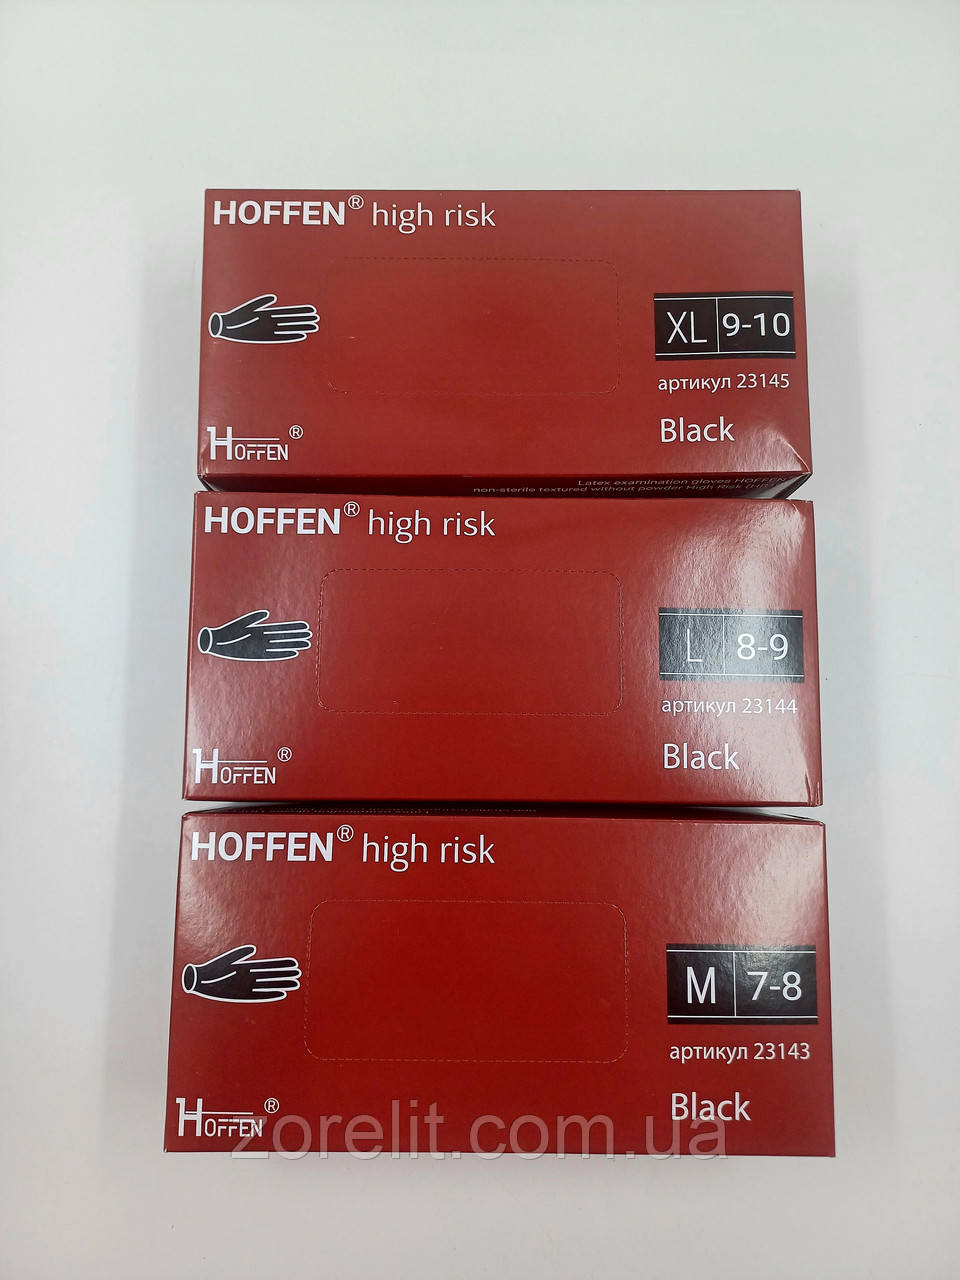 HOFFEN® high risk
XL 9-10
артикул 23145
HOFFEN®
Black
Latex examination gloves HOFFEN
non-sterile textured without powder High Risk
HOFFEN® high risk
L 8-9
артикул 23144
HOFFEN®
Black
HOFFEN® high risk
M 7-8
артикул 23143
Black
HOFFEN®
zorelit.com.ua